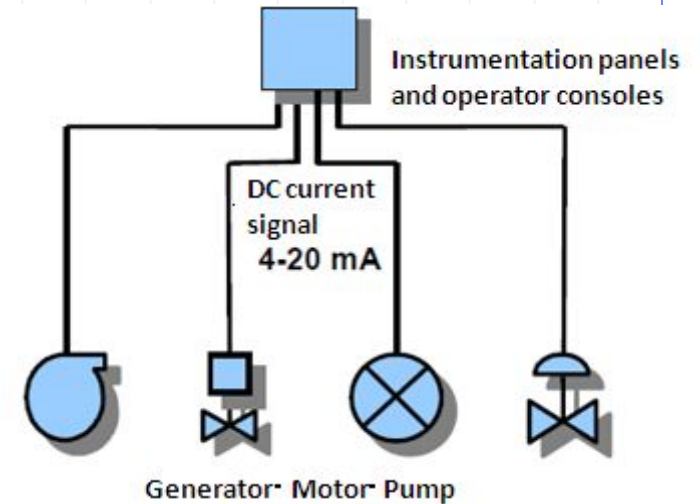 Instrumentation panels
and operator consoles
DC current
signal
4-20 mA
Generator- Motor- Pump